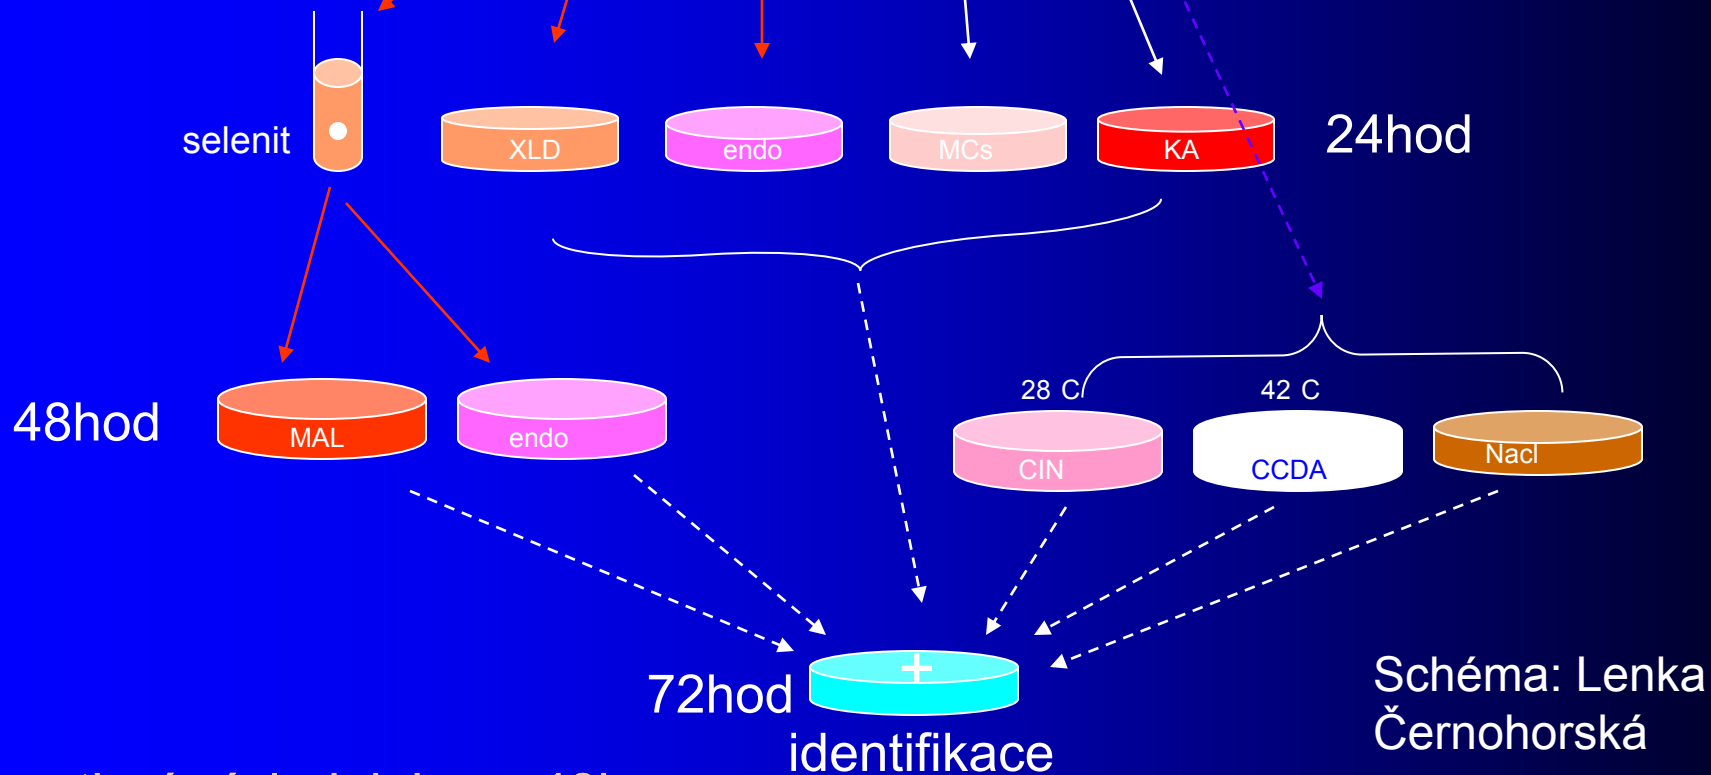 selenit
XLD
endo
MCs
KA
24hod
28 C
42 C
48hod
MAL
endo
CIN
CCDA
Nacl
72hod
+
identifikace
Schéma: Lenka
Černohorská